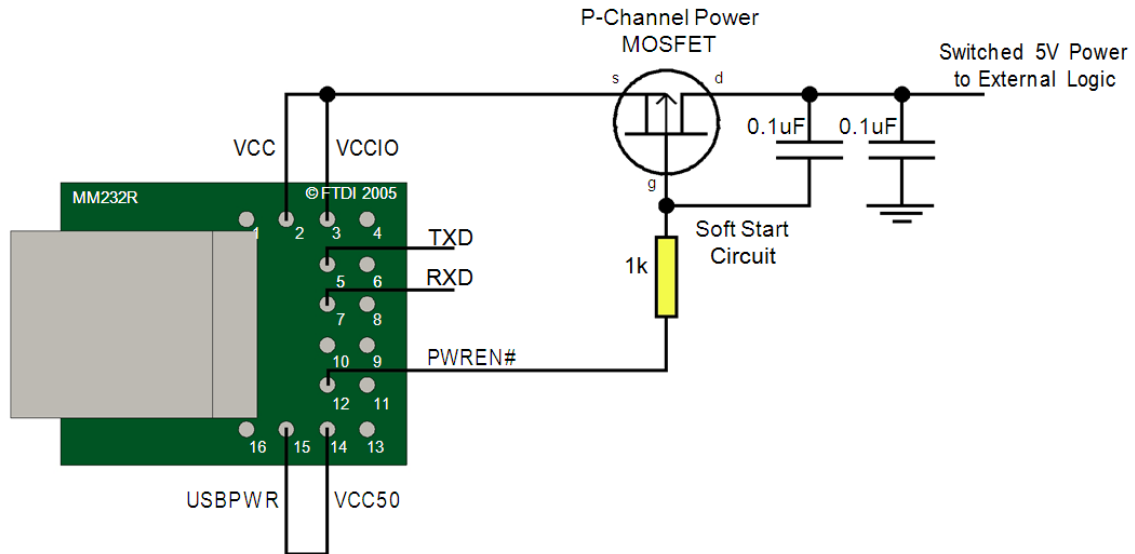 P-Channel Power
MOSFET
Switched 5V Power
to External Logic
s
d
0.1uF
0.1uF
VCC
VCCIO
g
MM232R
© FTDI 2005
1
2
3
4
Soft Start
Circuit
TXD
5
6
1k
RXD
7
8
10
9
PWREN#
12
11
16
15
14
13
USBPWR
VCC50